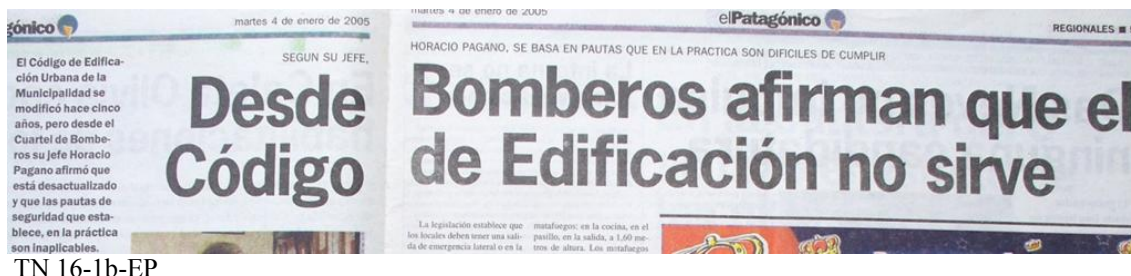 gónico
martes 4 de enero de 2005
martes 4 de enero de 2005
elPatagónico
REGIONALES
El Código de Edifica-
ción Urbana de la
Municipalidad se
modificó hace cinco
años, pero desde el
Cuartel de Bombe-
ros su jefe Horacio
Pagano afirmó que
está desactualizado
y que las pautas de
seguridad que esta-
blece, en la práctica
son inaplicables.
SEGUN SU JEFE,
HORACIO PAGANO, SE BASA EN PAUTAS QUE EN LA PRACTICA SON DIFICILES DE CUMPLIR
Desde
Bomberos afirman que el
Código
de Edificación no sirve
La legislación establece que
los locales deben tener una sali-
da de emergencia lateral o en la
matafuegos: en la cocina, en el
pasillo, en la salida, a 1,60 me-
tros de altura. Los matafuegos
TN 16-1b-EP